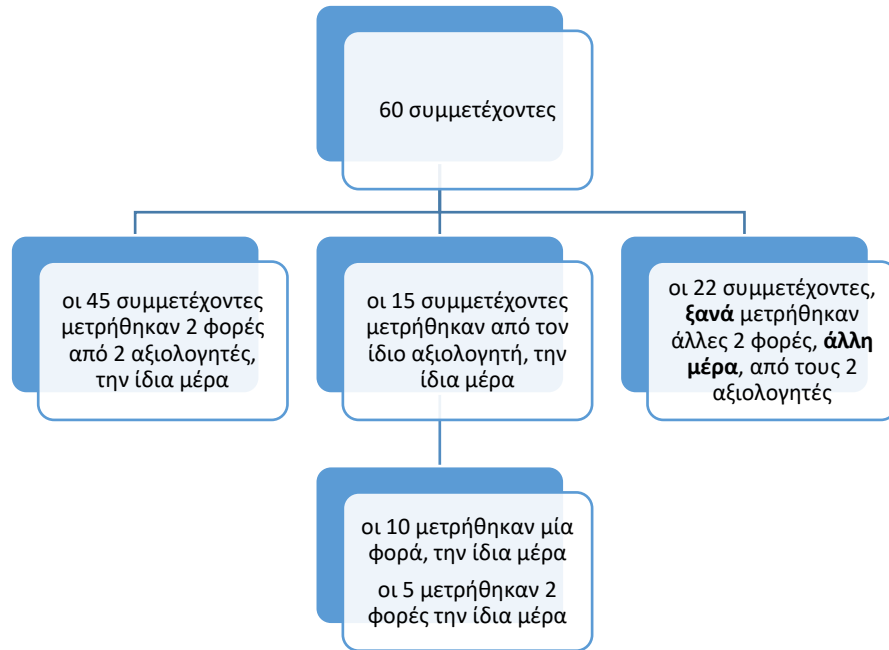 60 συμμετέχοντες
οι 45 συμμετέχοντες
μετρήθηκαν 2 φορές
από 2 αξιολογητές,
την ίδια μέρα
οι 15 συμμετέχοντες
μετρήθηκαν από τον
ίδιο αξιολογητή, την
ίδια μέρα
οι 22 συμμετέχοντες,
ξανά μετρήθηκαν
άλλες 2 φορές, άλλη
μέρα, από τους 2
αξιολογητές
οι 10 μετρήθηκαν μία
φορά, την ίδια μέρα
οι 5 μετρήθηκαν 2
φορές την ίδια μέρα